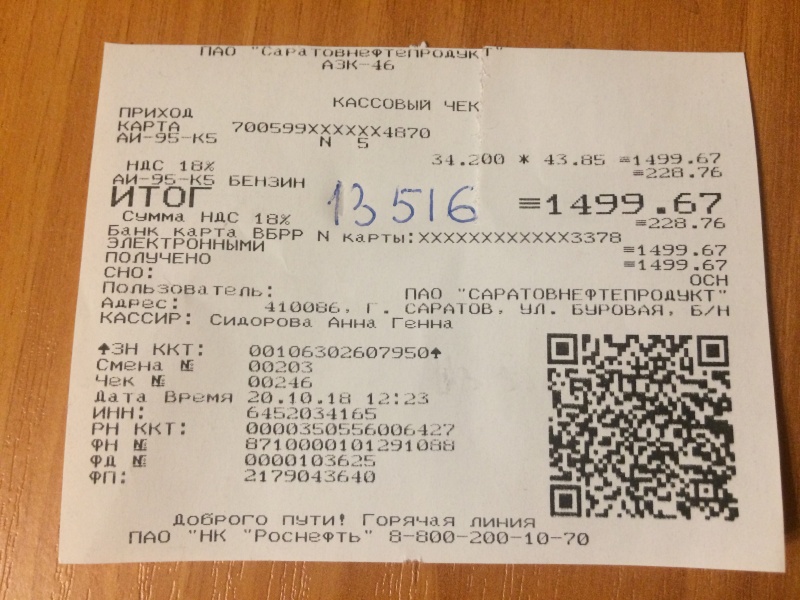 ПАО "Саратовнефтепродукт"
АЗК-46
КАССОВЫЙ ЧЕК
ПРИХОД
КАРТА 700599XXXXXX4870
АИ-95-К5 N 5
34.200 * 43.85 ≡1499.67
НДС 18% ≡228.76
АИ-95-К5 БЕНЗИН
ИТОГ 13516 ≡1499.67
Сумма НДС 18% ≡228.76
Банк карта ВБРР N карты:XXXXXXXXXXXX3378
ЭЛЕКТРОННЫМИ ≡1499.67
ПОЛУЧЕНО ≡1499.67
СНО: ОСН
Пользователь: ПАО "САРАТОВНЕФТЕПРОДУКТ"
Адрес: 410086, Г. САРАТОВ, УЛ. БУРОВАЯ, Б/Н
КАССИР: Сидорова Анна Генна
↑ЗН ККТ: 00106302607950↑
Смена № 00203
Чек № 00246
Дата Время 20.10.18 12:23
ИНН: 6452034165
РН ККТ: 0000350556006427
ФН № 8710000101291088
ФД № 0000103625
ФП: 2179043640
Доброго пути! Горячая линия
ПАО "НК "Роснефть" 8-800-200-10-70